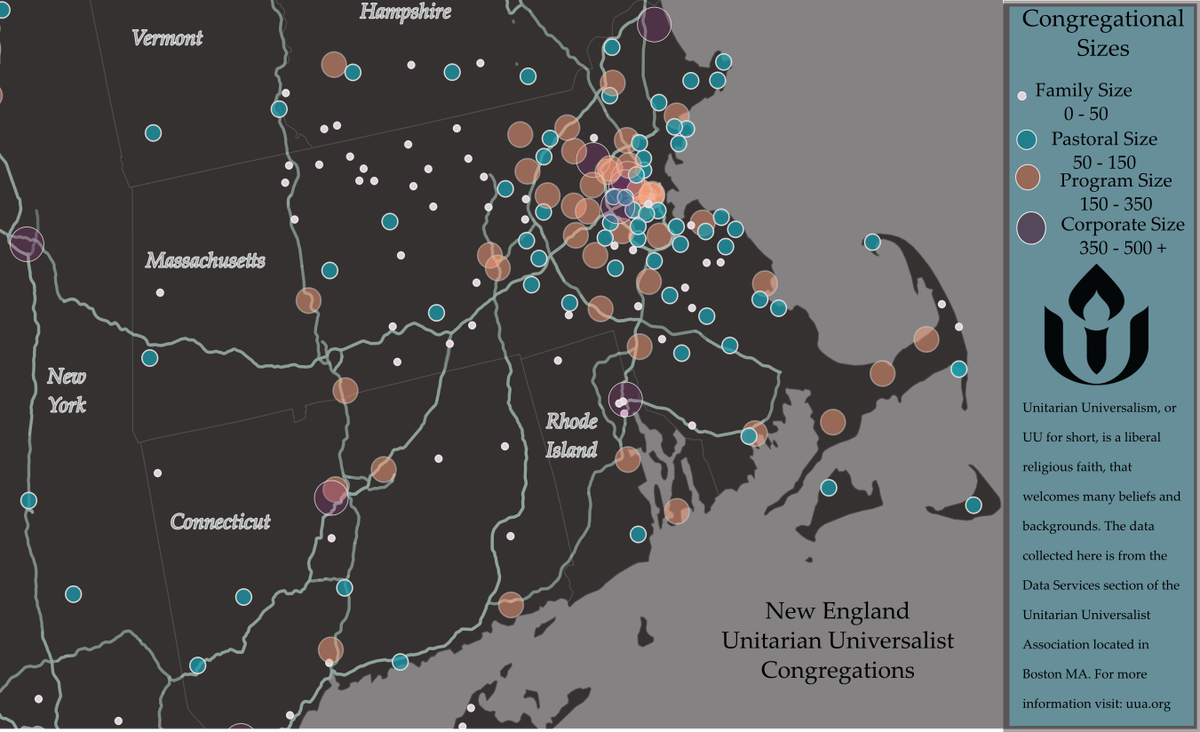 Hampshire
Vermont
Massachusetts
New
York
Rhode
Island
Connecticut
New England
Unitarian Universalist
Congregations
Congregational
Sizes
Family Size
0 - 50
Pastoral Size
50 - 150
Program Size
150 - 350
Corporate Size
350 - 500 +
Unitarian Universalism, or
UU for short, is a liberal
religious faith, that
welcomes many beliefs and
backgrounds. The data
collected here is from the
Data Services section of the
Unitarian Universalist
Association located in
Boston MA. For more
information visit: uua.org